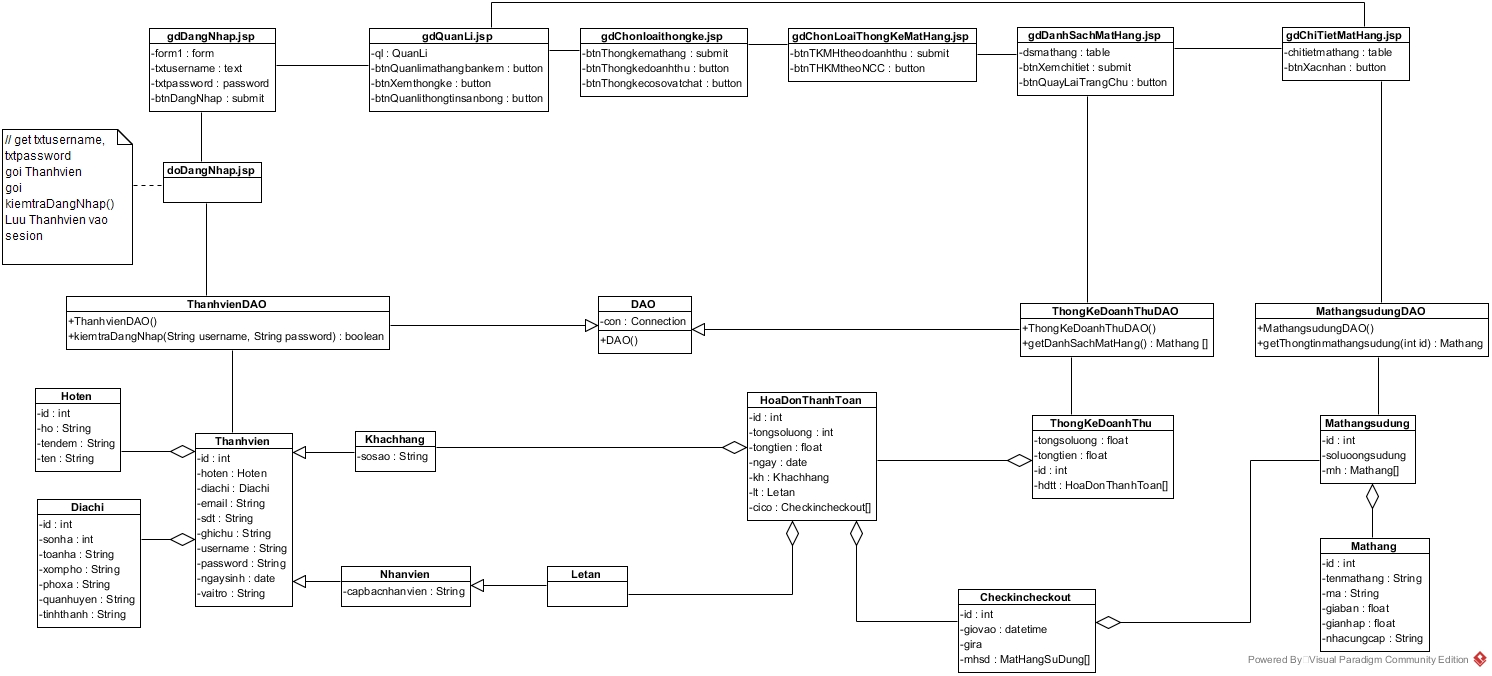 gdDangNhap.jsp
-form1 : form
-txtusername : text
-txtpassword : password
-btnDangNhap : submit
gdQuanLi.jsp
-ql : QuanLi
-btnQuanlimathangbankem : button
-btnXemthongke : button
-btnQuanlithongtinsanbong : button
gdChonloaithongke.jsp
-btnThongkemathang : submit
-btnThongkedoanhthu : button
-btnThongkecosovatchat : button
gdChonLoaiThongKeMatHang.jsp
-btnTKMHtheodoanhthu : submit
-btnTHKMtheoNCC : button
gdDanhSachMatHang.jsp
-dsmathang : table
-btnXemchitiet : submit
-btnQuayLaiTrangChu : button
gdChiTietMatHang.jsp
-chitietmathang : table
-btnXacnhan : button
// get txtusername,
txtpassword
goi Thanhvien
goi
kiemtraDangNhap()
Luu Thanhvien vao
sesion
doDangNhap.jsp
ThanhvienDAO
+ThanhvienDAO()
+kiemtraDangNhap(String username, String password) : boolean
DAO
-con : Connection
+DAO()
ThongKeDoanhThuDAO
+ThongKeDoanhThuDAO()
+getDanhSachMatHang() : Mathang []
MathangsudungDAO
+MathangsudungDAO()
+getThongtinmathangsudung(int id) : Mathang
Hoten
-id : int
-ho : String
-tendem : String
-ten : String
Thanhvien
-id : int
-hoten : Hoten
-diachi : Diachi
-email : String
-sdt : String
-ghichu : String
-username : String
-password : String
-ngaysinh : date
-vaitro : String
Khachhang
-sosao : String
HoaDonThanhToan
-id : int
-tongsoluong : int
-tongtien : float
-ngay : date
-kh : Khachhang
-lt : Letan
-cico : Checkincheckout[]
ThongKeDoanhThu
-tongsoluong : float
-tongtien : float
-id : int
-hdtt : HoaDonThanhToan[]
Mathangsudung
-id : int
-soluoongsudung
-mh : Mathang[]
Diachi
-id : int
-sonha : int
-toanha : String
-xompho : String
-phoxa : String
-quanhuyen : String
-tinhthanh : String
Nhanvien
-capbacnhanvien : String
Letan
Checkincheckout
-id : int
-giovao : datetime
-gira
-mhsd : MatHangSuDung[]
Mathang
-id : int
-tenmathang : String
-ma : String
-giaban : float
-gianhap : float
-nhacungcap : String
Powered By Visual Paradigm Community Edition